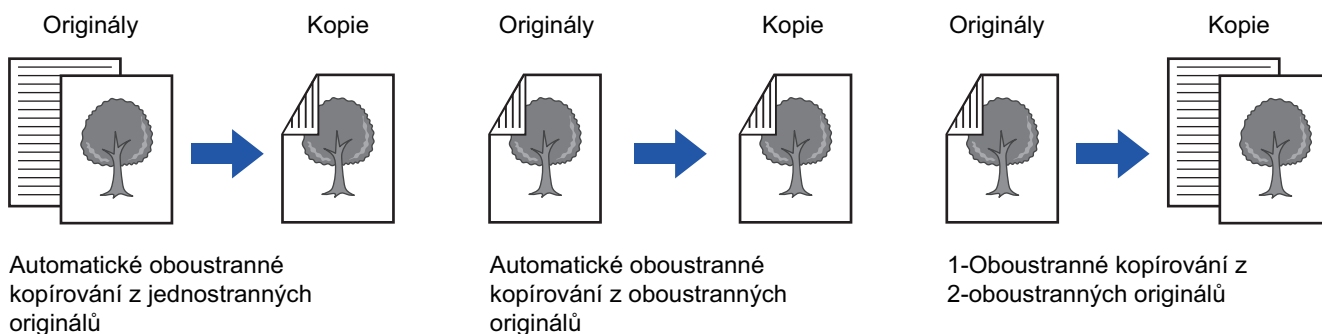 Originály Kopie
Automatické oboustranné
kopírování z jednostranných
originálů
Originály Kopie
Automatické oboustranné
kopírování z oboustranných
originálů
Originály Kopie
1-Oboustranné kopírování z
2-oboustranných originálů